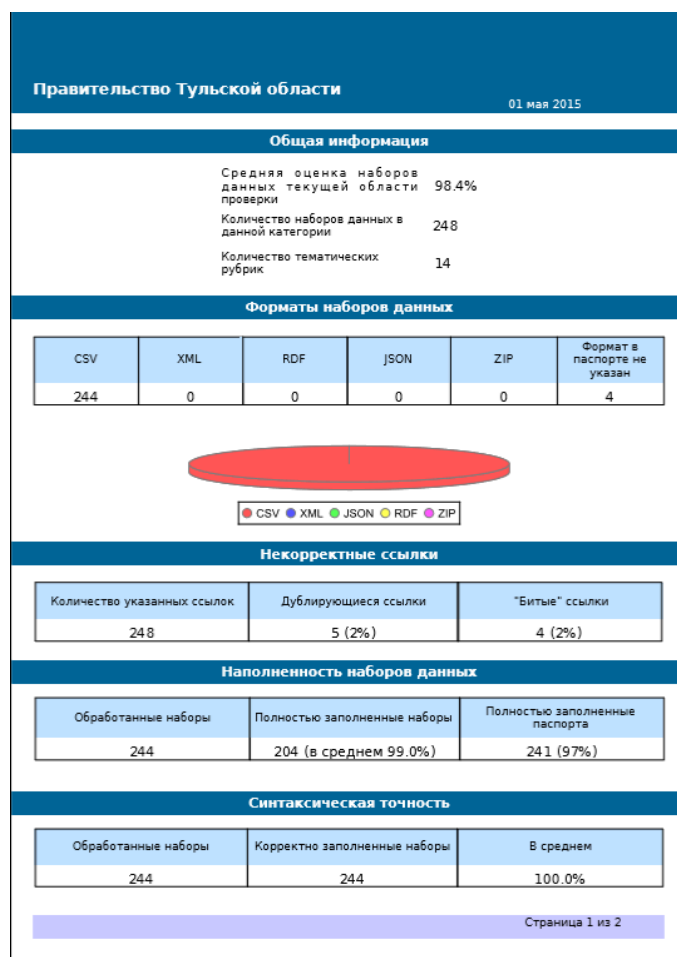 Правительство Тульской области
01 мая 2015
Общая информация
Средняя оценка наборов
данных текущей области
проверки
98.4%
Количество наборов данных в
данной категории
248
Количество тематических
рубрик
14
Форматы наборов данных
CSV XML RDF JSON ZIP Формат в
паспорте не
указан
244 0 0 0 0 4
CSV XML JSON RDF ZIP
Некорректные ссылки
Количество указанных ссылок Дублирующиеся ссылки "Битые" ссылки
248 5 (2%) 4 (2%)
Наполненность наборов данных
Обработанные наборы Полностью заполненные наборы Полностью заполненные
паспорта
244 204 (в среднем 99.0%) 241 (97%)
Синтаксическая точность
Обработанные наборы Корректно заполненные наборы В среднем
244 244 100.0%
Страница 1 из 2